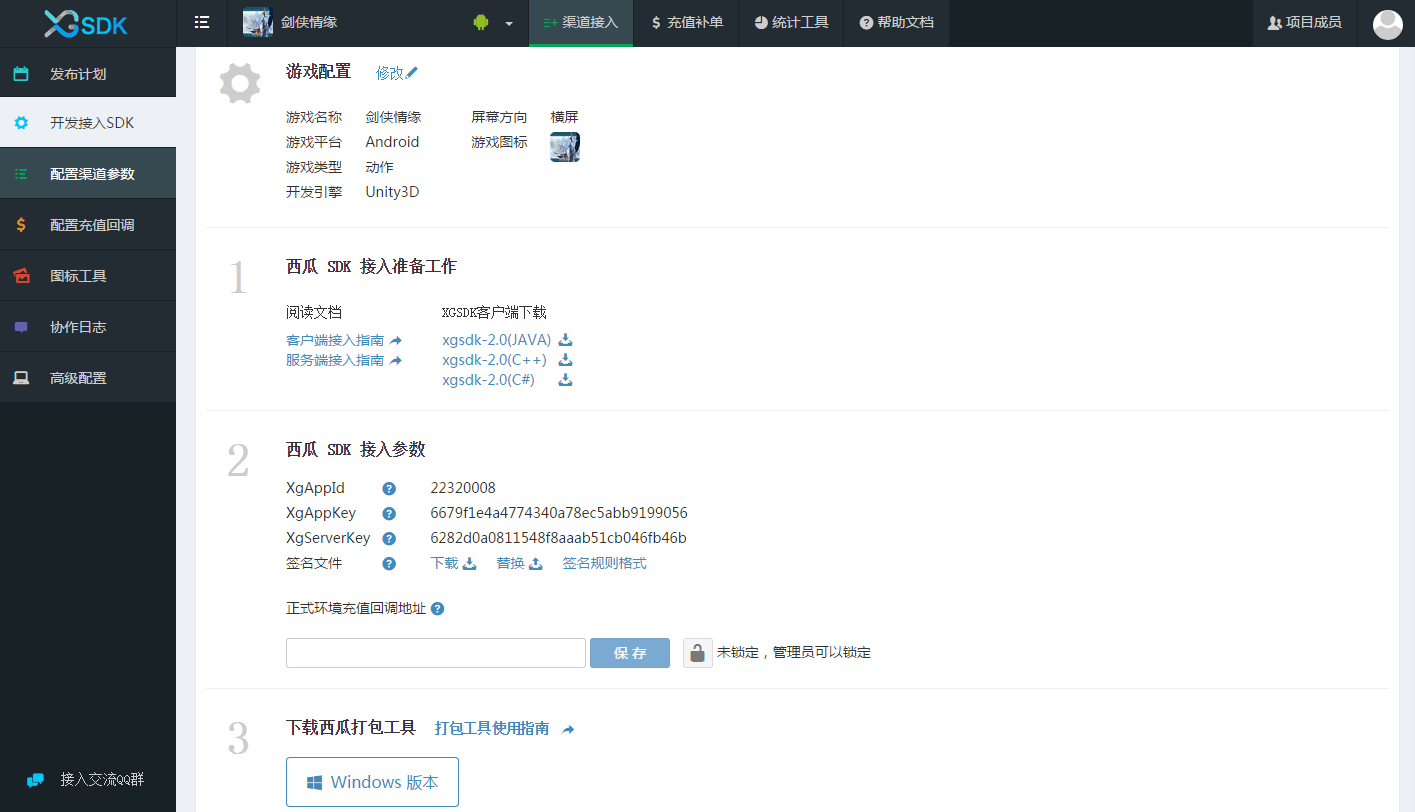 XGSDK
剑侠情缘
渠道接入
$ 充值补单
统计工具
帮助文档
项目成员
发布计划
开发接入SDK
配置渠道参数
配置充值回调
图标工具
协作日志
高级配置
接入交流QQ群
游戏配置 修改
游戏名称 剑侠情缘 屏幕方向 横屏
游戏平台 Android 游戏图标
游戏类型 动作
开发引擎 Unity3D
1 西瓜 SDK 接入准备工作
阅读文档 XGSDK客户端下载
客户端接入指南 xgsdk-2.0(JAVA)
服务端接入指南 xgsdk-2.0(C++)
xgsdk-2.0(C#)
2 西瓜 SDK 接入参数
XgAppId 22320008
XgAppKey 6679f1e4a4774340a78ec5abb9199056
XgServerKey 6282d0a0811548f8aaab51cb046fb46b
签名文件 下载 替换 签名规则格式
正式环境充值回调地址
保 存 未锁定，管理员可以锁定
3 下载西瓜打包工具 打包工具使用指南
Windows 版本